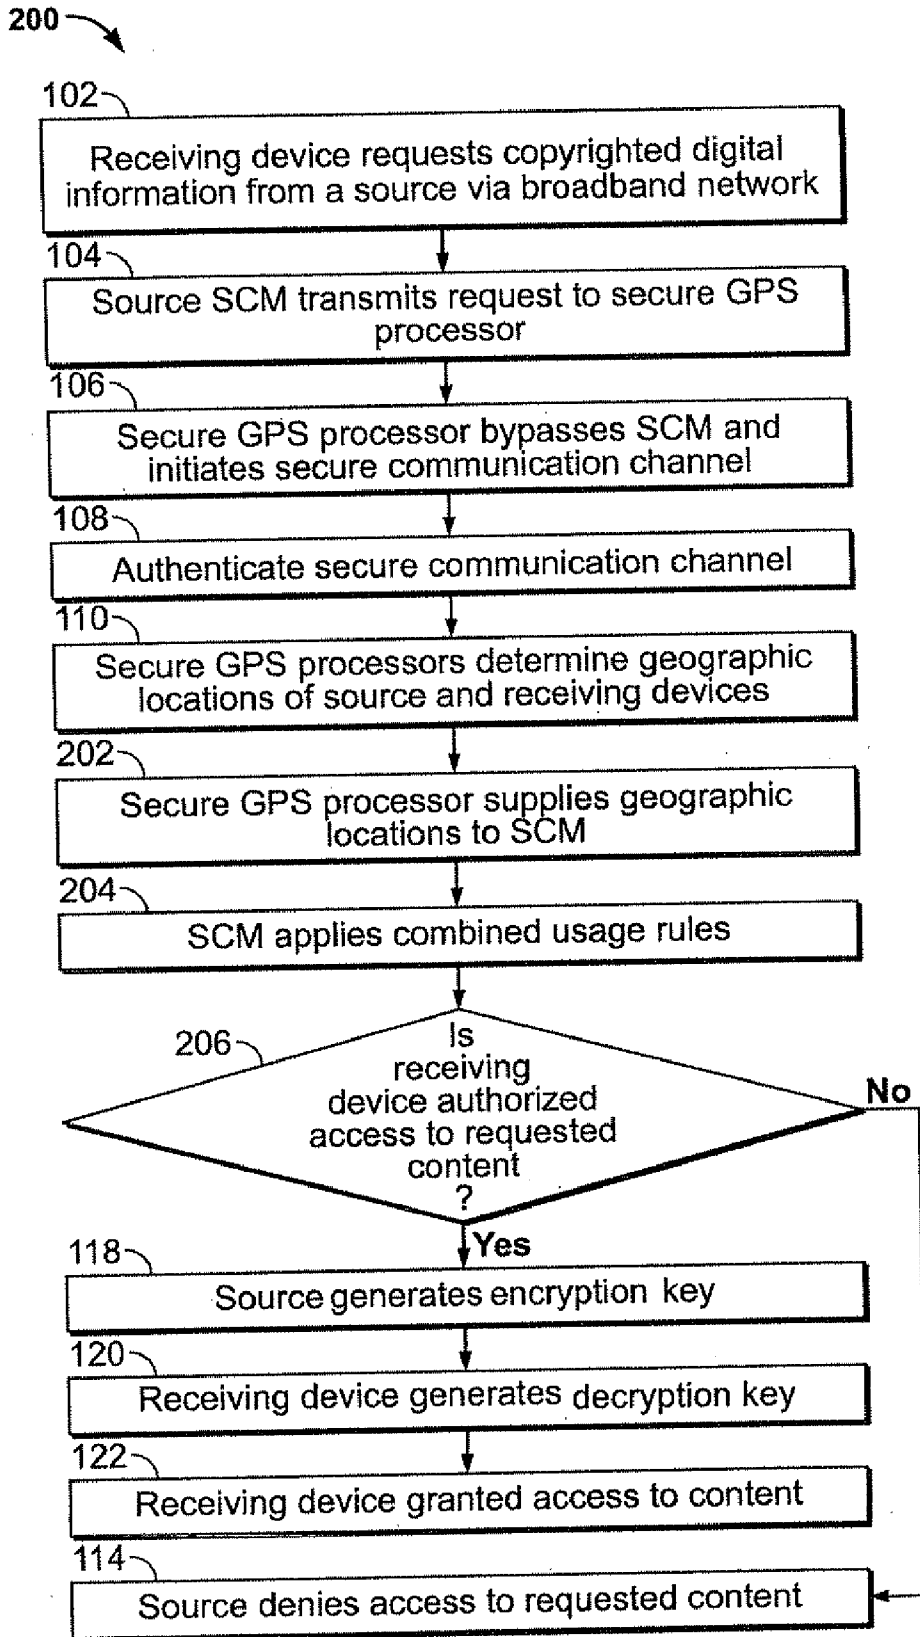 200
102
Receiving device requests copyrighted digital
information from a source via broadband network
104
Source SCM transmits request to secure GPS
processor
106
Secure GPS processor bypasses SCM and
initiates secure communication channel
108
Authenticate secure communication channel
110
Secure GPS processors determine geographic
locations of source and receiving devices
202
Secure GPS processor supplies geographic
locations to SCM
204
SCM applies combined usage rules
206
Is
receiving
device authorized
access to requested
content
?
No
Yes
118
Source generates encryption key
120
Receiving device generates decryption key
122
Receiving device granted access to content
114
Source denies access to requested content